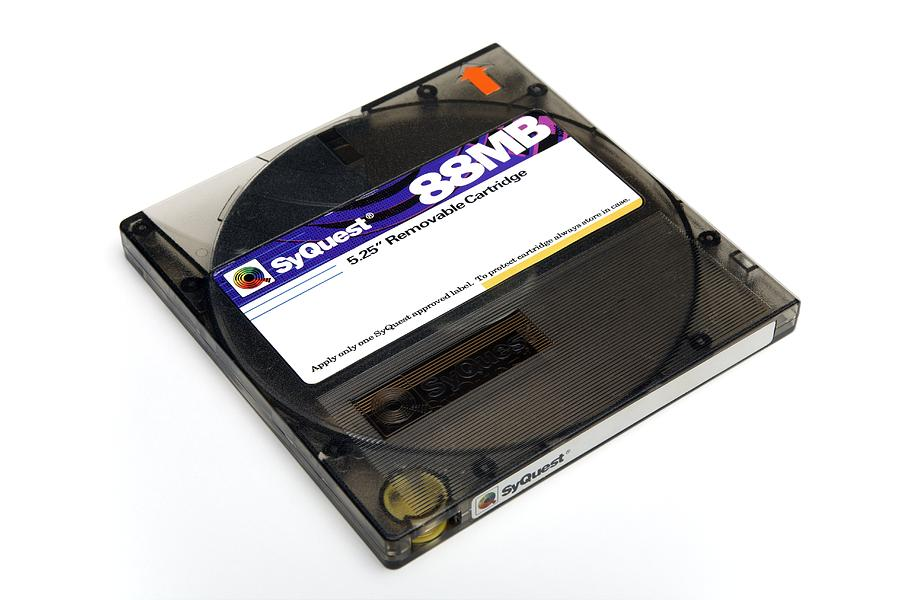 88MB
SyQuest®
5.25" Removable Cartridge
Apply only one SyQuest approved label. To protect cartridge always store in case.
SyQuest
SyQuest®